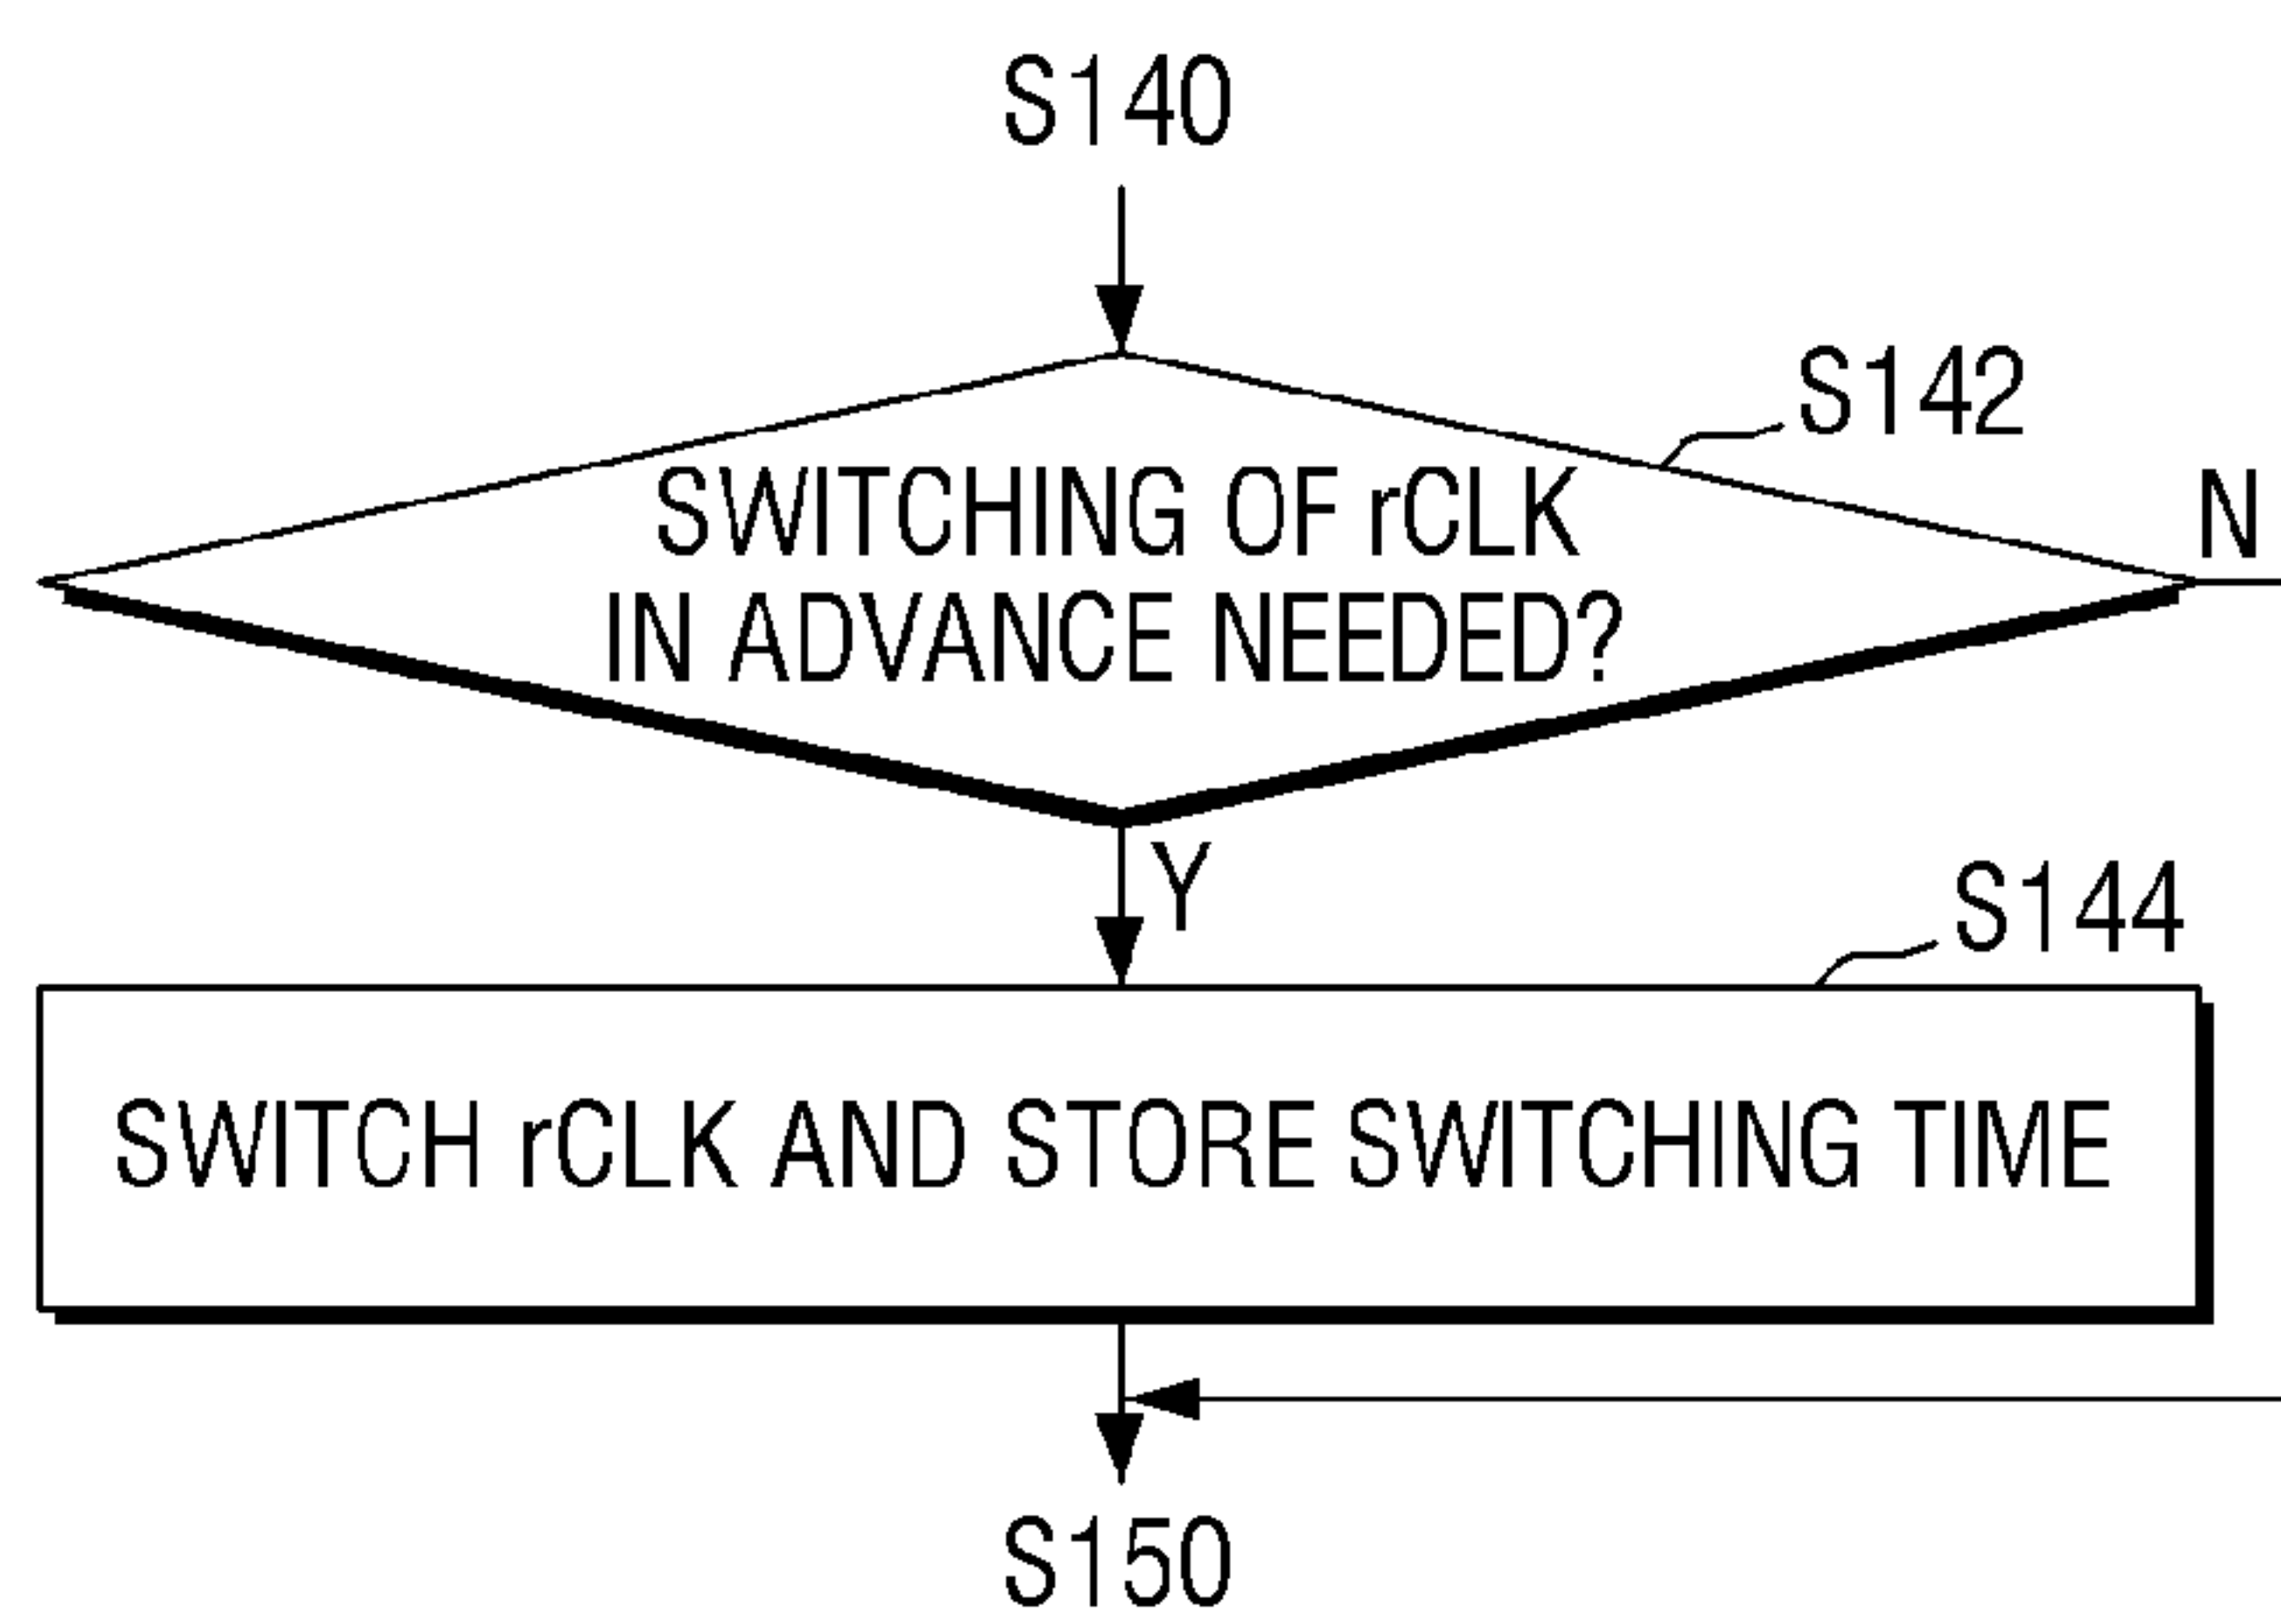 S140
S142
SWITCHING OF rCLK
IN ADVANCE NEEDED?
N
Y
S144
SWITCH rCLK AND STORE SWITCHING TIME
S150